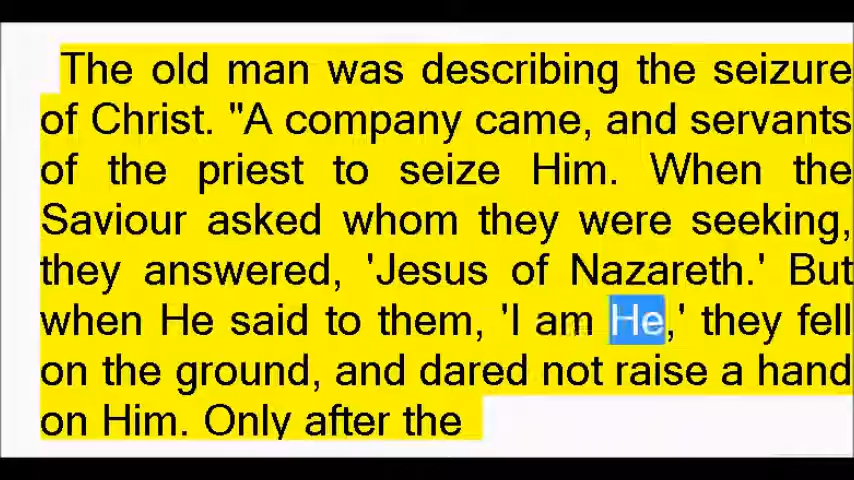 The old man was describing the seizure
of Christ. "A company came, and servants
of the priest to seize Him. When the
Saviour asked whom they were seeking,
they answered, 'Jesus of Nazareth.' But
when He said to them, 'I am He,' they fell
on the ground, and dared not raise a hand
on Him. Only after the